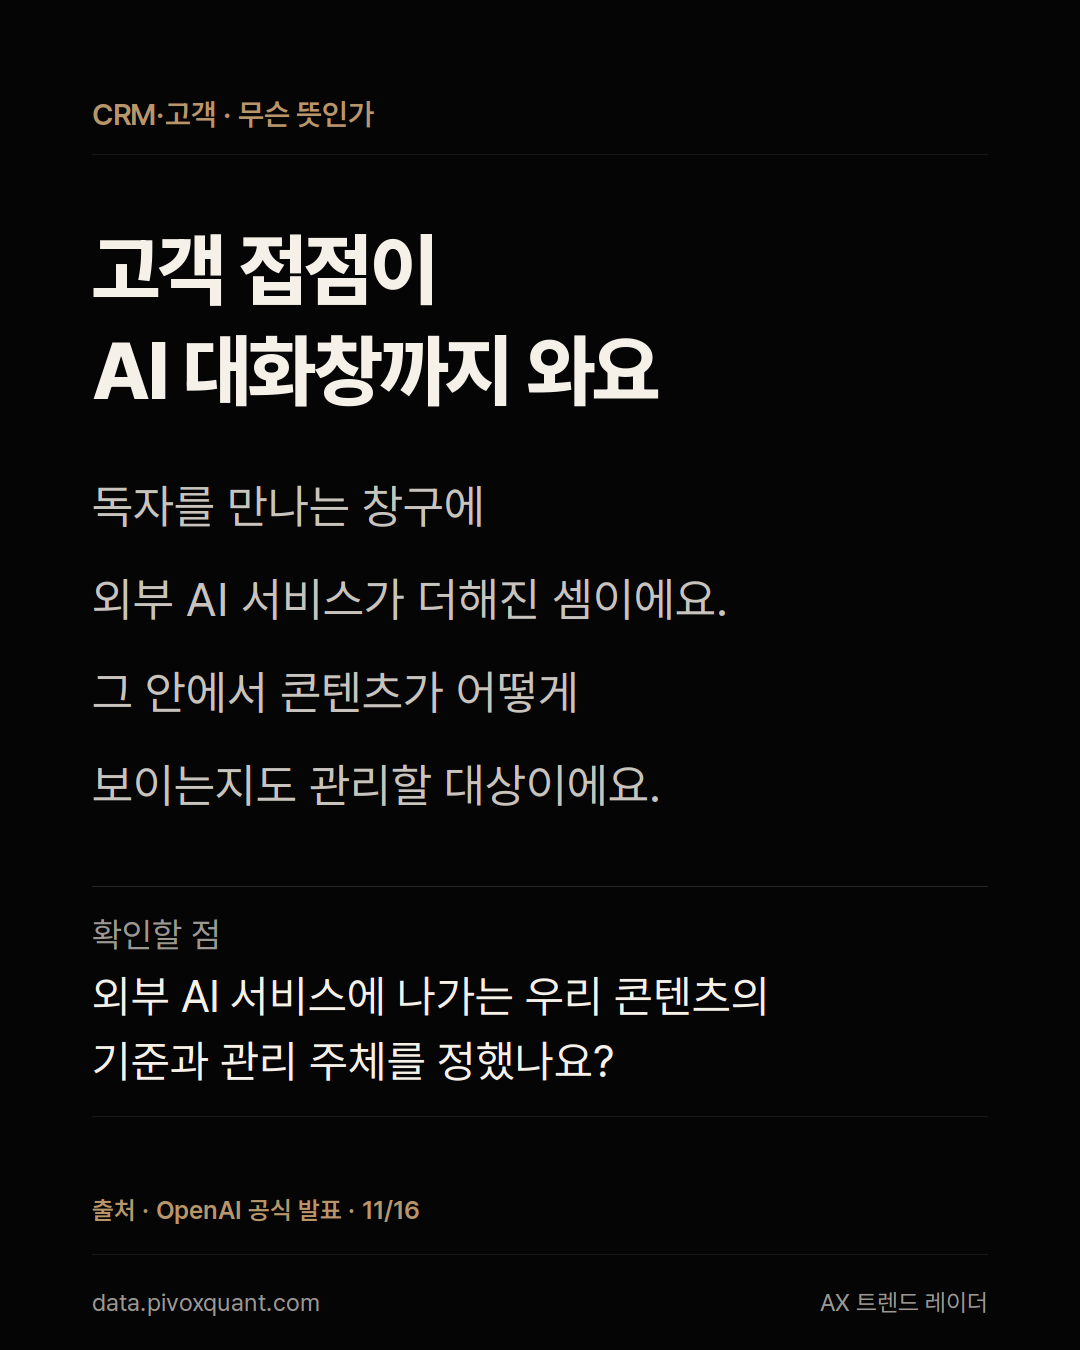 CRM·고객 · 무슨 뜻인가
고객 접점이
AI 대화창까지 와요
독자를 만나는 창구에
외부 AI 서비스가 더해진 셈이에요.
그 안에서 콘텐츠가 어떻게
보이는지도 관리할 대상이에요.
확인할 점
외부 AI 서비스에 나가는 우리 콘텐츠의
기준과 관리 주체를 정했나요?
출처 · OpenAI 공식 발표 · 11/16
data.pivoxquant.com
AX 트렌드 레이더